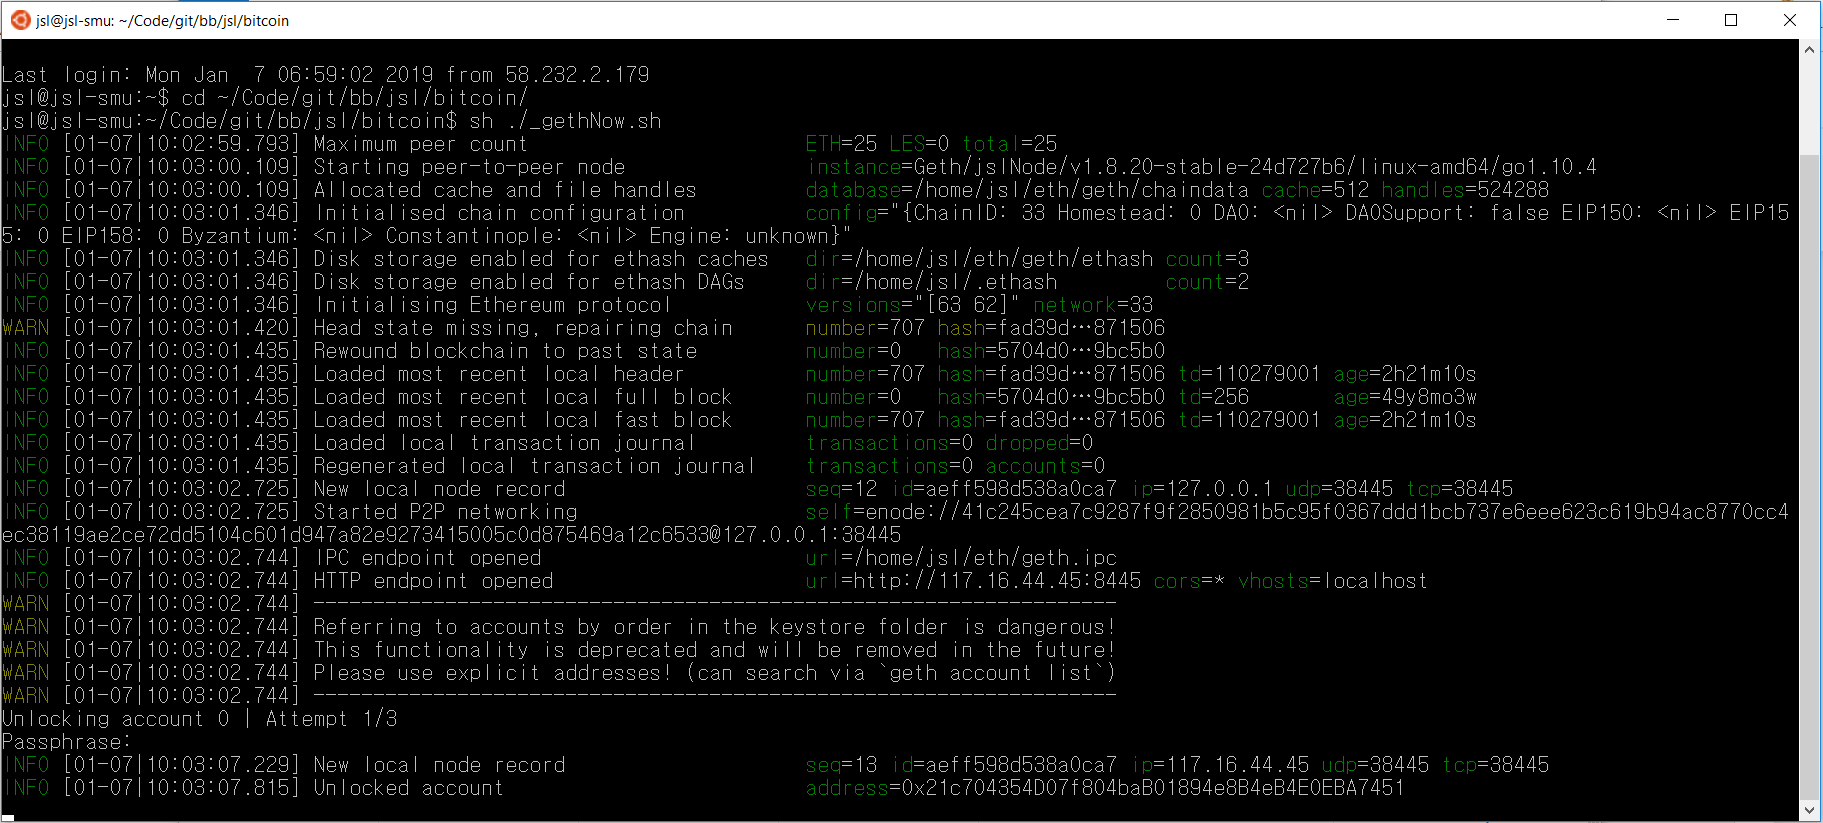 jsl@jsl-smu: ~/Code/git/bb/jsl/bitcoin
Last login: Mon Jan  7 06:59:02 2019 from 58.232.2.179
jsl@jsl-smu:~$ cd ~/Code/git/bb/jsl/bitcoin/
jsl@jsl-smu:~/Code/git/bb/jsl/bitcoin$ sh ./_gethNow.sh
INFO [01-07|10:02:59.793] Maximum peer count                       ETH=25 LES=0 total=25
INFO [01-07|10:03:00.109] Starting peer-to-peer node               instance=Geth/jslNode/v1.8.20-stable-24d727b6/linux-amd64/go1.10.4
INFO [01-07|10:03:00.109] Allocated cache and file handles         database=/home/jsl/eth/geth/chaindata cache=512 handles=524288
INFO [01-07|10:03:01.346] Initialised chain configuration          config="{ChainID: 33 Homestead: 0 DAO: <nil> DAOSupport: false EIP150: <nil> EIP15
5: 0 EIP158: 0 Byzantium: <nil> Constantinople: <nil> Engine: unknown}"
INFO [01-07|10:03:01.346] Disk storage enabled for ethash caches   dir=/home/jsl/eth/geth/ethash count=3
INFO [01-07|10:03:01.346] Disk storage enabled for ethash DAGs     dir=/home/jsl/.ethash         count=2
INFO [01-07|10:03:01.346] Initialising Ethereum protocol           versions="[63 62]" network=33
WARN [01-07|10:03:01.420] Head state missing, repairing chain      number=707 hash=fad39d…871506
INFO [01-07|10:03:01.435] Rewound blockchain to past state         number=0   hash=5704d0…9bc5b0
INFO [01-07|10:03:01.435] Loaded most recent local header          number=707 hash=fad39d…871506 td=110279001 age=2h21m10s
INFO [01-07|10:03:01.435] Loaded most recent local full block      number=0   hash=5704d0…9bc5b0 td=256       age=49y8mo3w
INFO [01-07|10:03:01.435] Loaded most recent local fast block      number=707 hash=fad39d…871506 td=110279001 age=2h21m10s
INFO [01-07|10:03:01.435] Loaded local transaction journal         transactions=0 dropped=0
INFO [01-07|10:03:01.435] Regenerated local transaction journal    transactions=0 accounts=0
INFO [01-07|10:03:02.725] New local node record                    seq=12 id=aeff598d538a0ca7 ip=127.0.0.1 udp=38445 tcp=38445
INFO [01-07|10:03:02.725] Started P2P networking                   self=enode://41c245cea7c9287f9f2850981b5c95f0367ddd1bcb737e6eee623c619b94ac8770cc4
ec38119ae2ce72dd5104c601d947a82e9273415005c0d875469a12c6533@127.0.0.1:38445
INFO [01-07|10:03:02.744] IPC endpoint opened                      url=/home/jsl/eth/geth.ipc
INFO [01-07|10:03:02.744] HTTP endpoint opened                     url=http://117.16.44.45:8445 cors=* vhosts=localhost
WARN [01-07|10:03:02.744] -------------------------------------------------------------------
WARN [01-07|10:03:02.744] Referring to accounts by order in the keystore folder is dangerous!
WARN [01-07|10:03:02.744] This functionality is deprecated and will be removed in the future!
WARN [01-07|10:03:02.744] Please use explicit addresses! (can search via `geth account list`)
WARN [01-07|10:03:02.744] -------------------------------------------------------------------
Unlocking account 0 | Attempt 1/3
Passphrase:
INFO [01-07|10:03:07.229] New local node record                    seq=13 id=aeff598d538a0ca7 ip=117.16.44.45 udp=38445 tcp=38445
INFO [01-07|10:03:07.815] Unlocked account                         address=0x21c704354D07f804baB01894e8B4eB4E0EBA7451